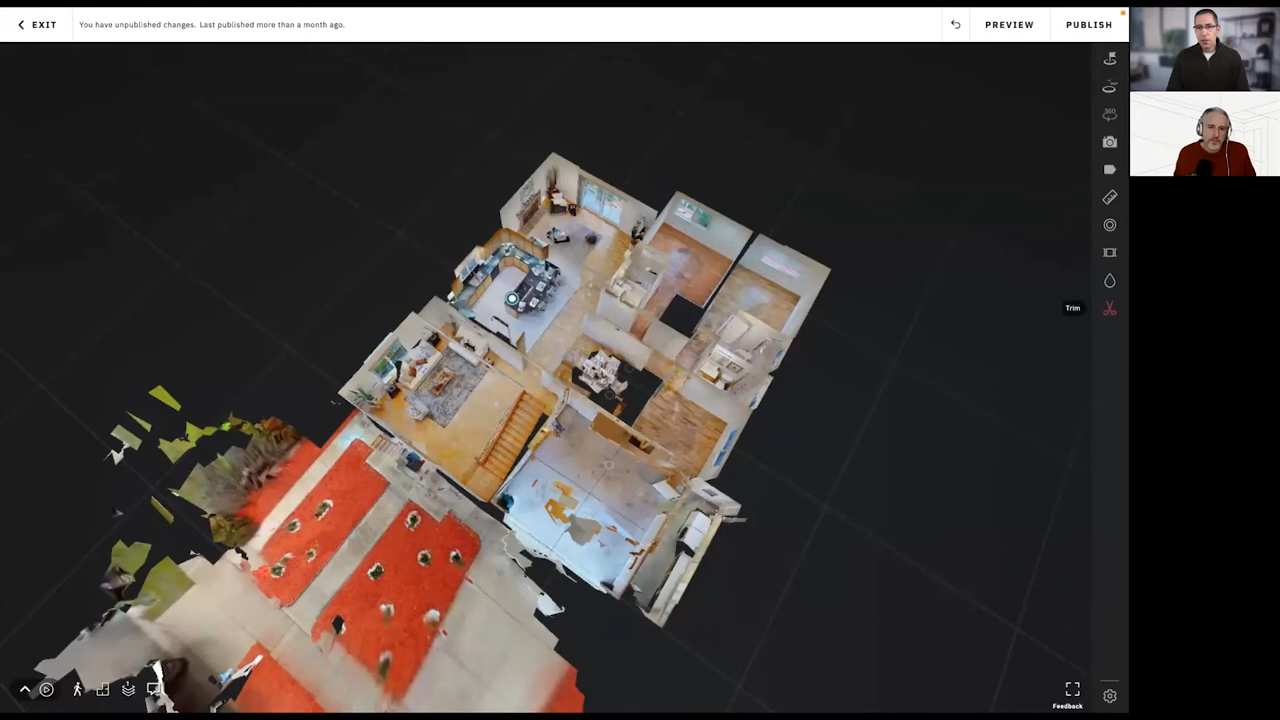 EXIT
You have unpublished changes. Last published more than a month ago.
PREVIEW
PUBLISH
Trim
Feedback